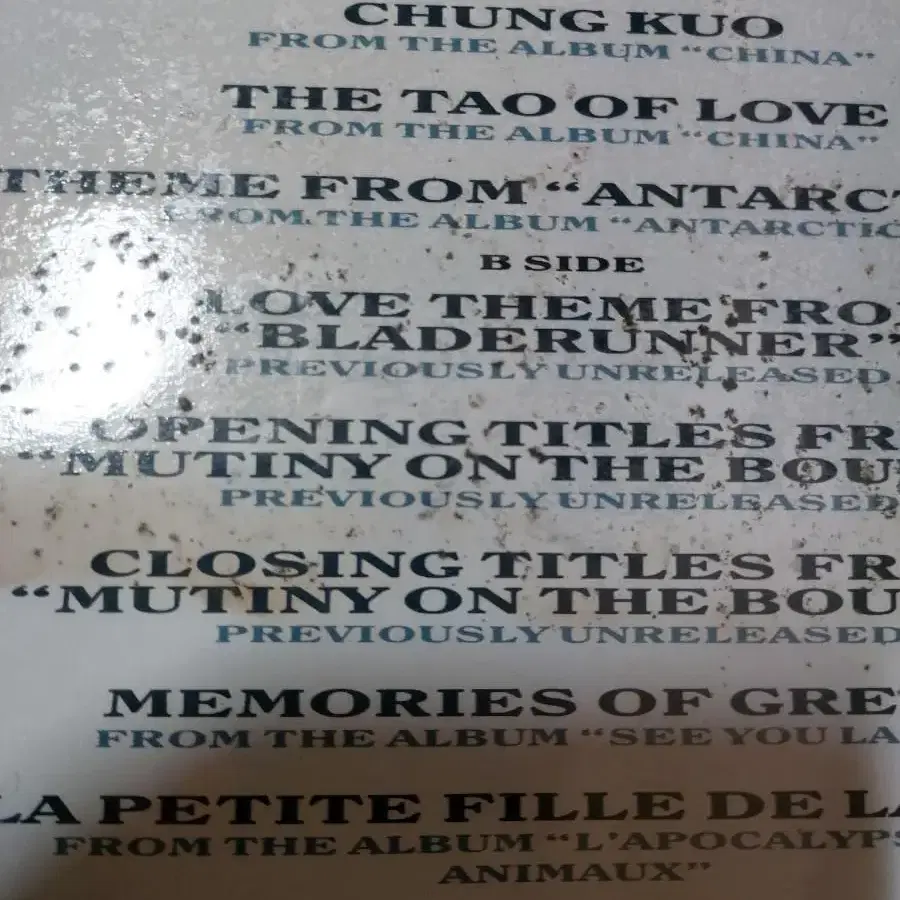 CHUNG KUO
FROM THE ALBUM “CHINA”
THE TAO OF LOVE
FROM THE ALBUM “CHINA”
THEME FROM “ANTARCT
FROM THE ALBUM “ANTARCTIC
B SIDE
LOVE THEME FRO
“BLADERUNNER”
PREVIOUSLY UNRELEASED
OPENING TITLES FR
“MUTINY ON THE BOU
PREVIOUSLY UNRELEASED
CLOSING TITLES FR
“MUTINY ON THE BOU
PREVIOUSLY UNRELEASED
MEMORIES OF GRE
FROM THE ALBUM “SEE YOU LA
LA PETITE FILLE DE LA
FROM THE ALBUM “L'APOCALYPS
ANIMAUX”